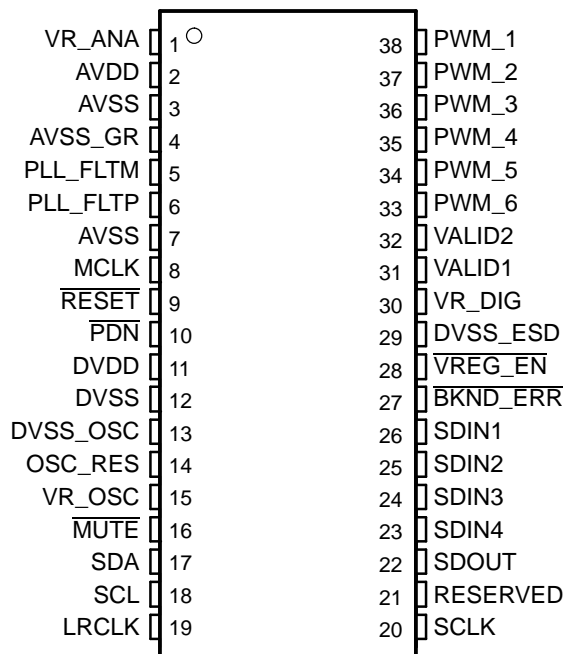 VR_ANA 1 38 PWM_1
AVDD 2 37 PWM_2
AVSS 3 36 PWM_3
AVSS_GR 4 35 PWM_4
PLL_FLTM 5 34 PWM_5
PLL_FLTP 6 33 PWM_6
AVSS 7 32 VALID2
MCLK 8 31 VALID1
RESET 9 30 VR_DIG
PDN 10 29 DVSS_ESD
DVDD 11 28 VREG_EN
DVSS 12 27 BKND_ERR
DVSS_OSC 13 26 SDIN1
OSC_RES 14 25 SDIN2
VR_OSC 15 24 SDIN3
MUTE 16 23 SDIN4
SDA 17 22 SDOUT
SCL 18 21 RESERVED
LRCLK 19 20 SCLK